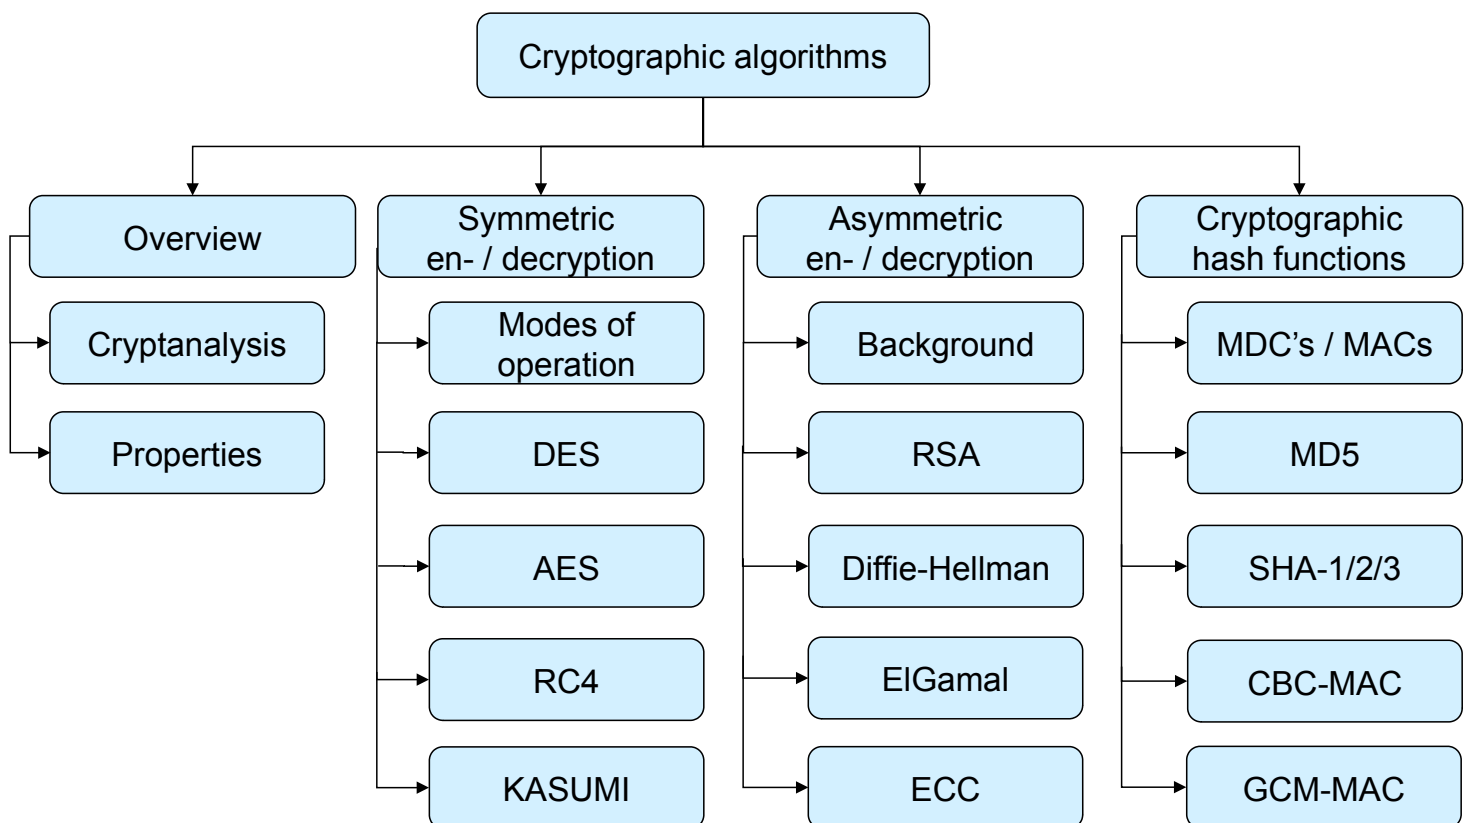 Cryptographic algorithms
Overview
Cryptanalysis
Properties
Symmetric
en- / decryption
Modes of
operation
DES
AES
RC4
KASUMI
Asymmetric
en- / decryption
Background
RSA
Diffie-Hellman
ElGamal
ECC
Cryptographic
hash functions
MDC’s / MACs
MD5
SHA-1/2/3
CBC-MAC
GCM-MAC